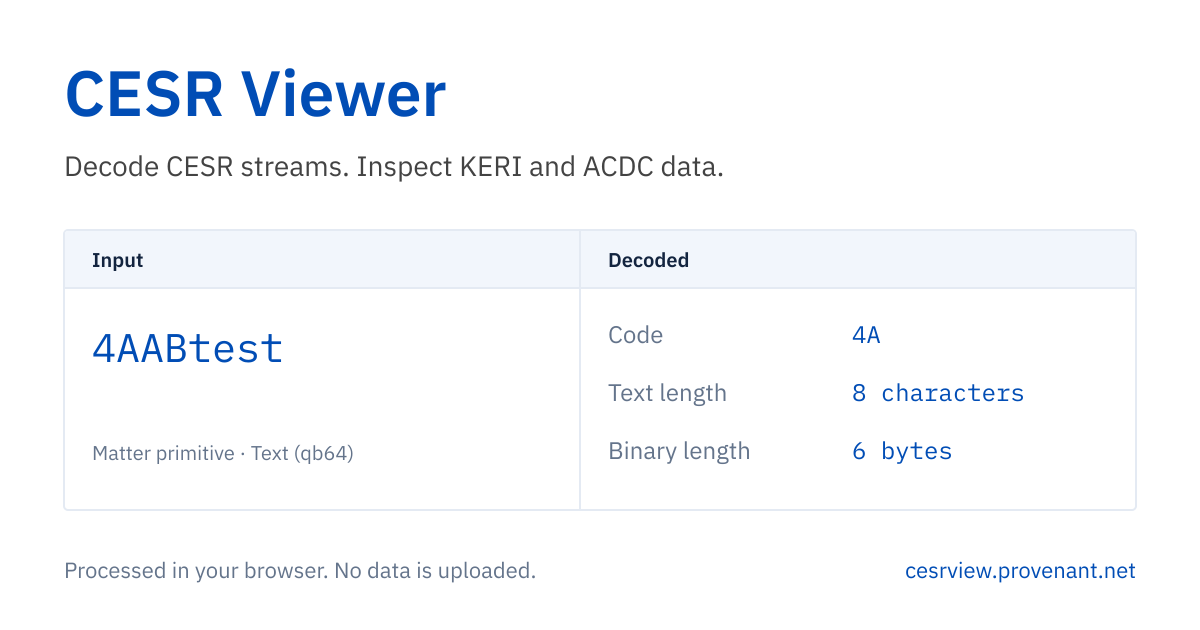 CESR Viewer
Decode CESR streams. Inspect KERI and ACDC data.
Input
Decoded
4AABtest
Matter primitive · Text (qb64)
Code 4A
Text length 8 characters
Binary length 6 bytes
Processed in your browser. No data is uploaded.
cesrview.provenant.net